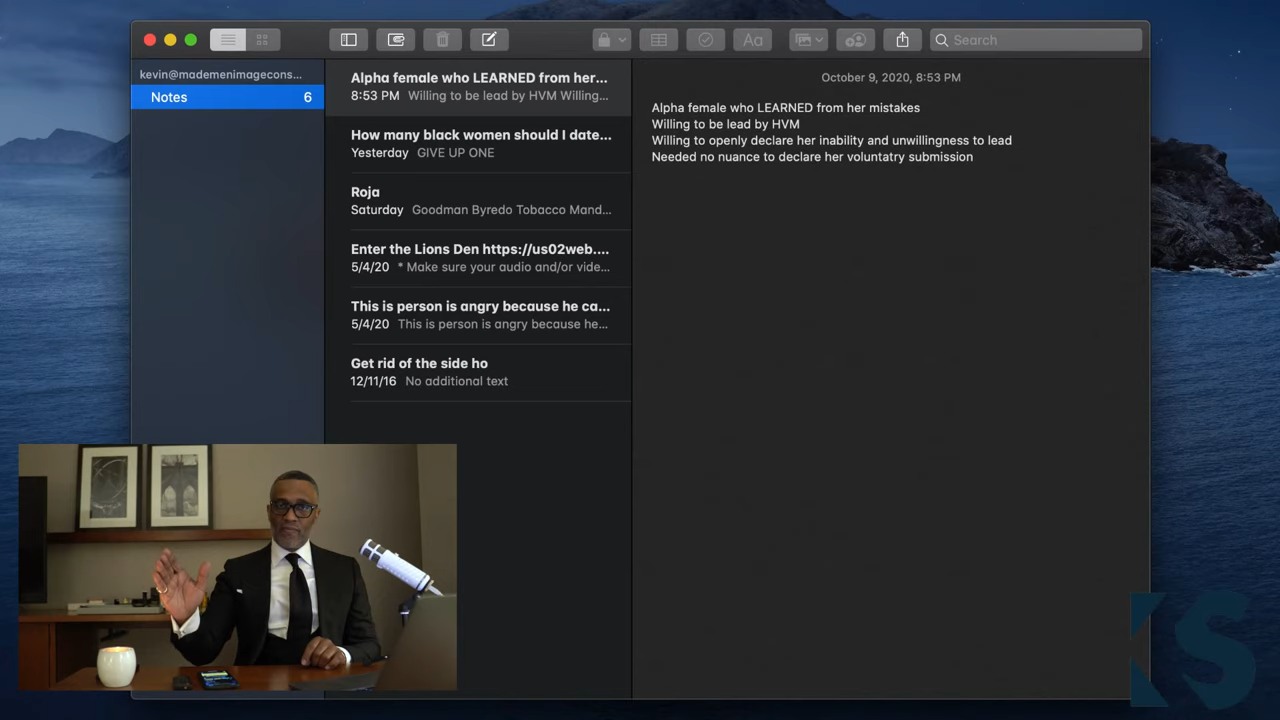 Search
kevin@mademenimagecons...
Notes 6
Alpha female who LEARNED from her...
8:53 PM Willing to be lead by HVM Willing...
How many black women should I date...
Yesterday GIVE UP ONE
Roja
Saturday Goodman Byredo Tobacco Mand...
Enter the Lions Den https://us02web....
5/4/20 * Make sure your audio and/or vide...
This is person is angry because he ca...
5/4/20 This is person is angry because he...
Get rid of the side ho
12/11/16 No additional text
October 9, 2020, 8:53 PM
Alpha female who LEARNED from her mistakes
Willing to be lead by HVM
Willing to openly declare her inability and unwillingness to lead
Needed no nuance to declare her voluntatry submission
Aa
KS